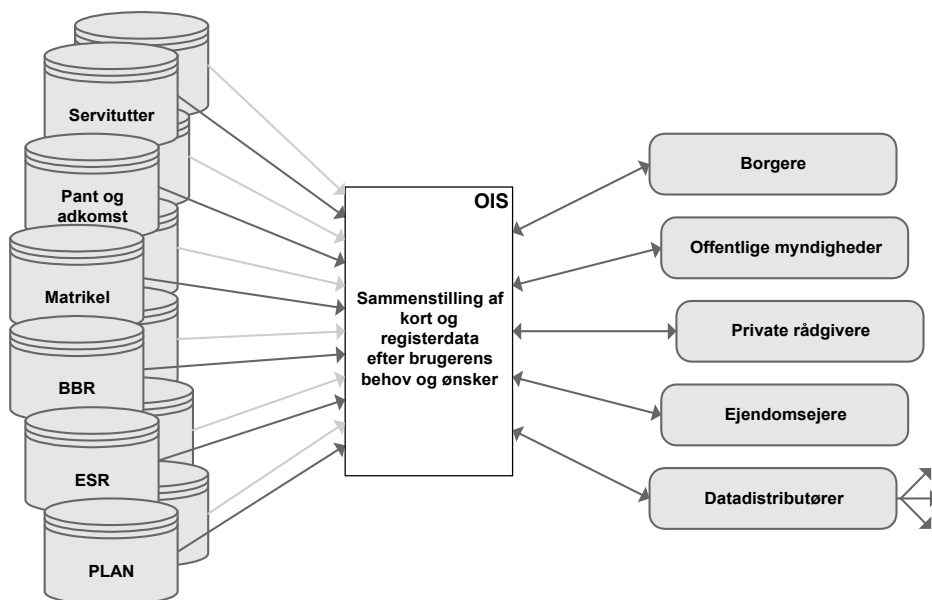 Servitutter
Pant og
adkomst
Matrikel
BBR
ESR
PLAN
OIS
Sammenstilling af
kort og
registerdata
efter brugerens
behov og ønsker
Borgere
Offentlige myndigheder
Private rådgivere
Ejendomsejere
Datadistributører